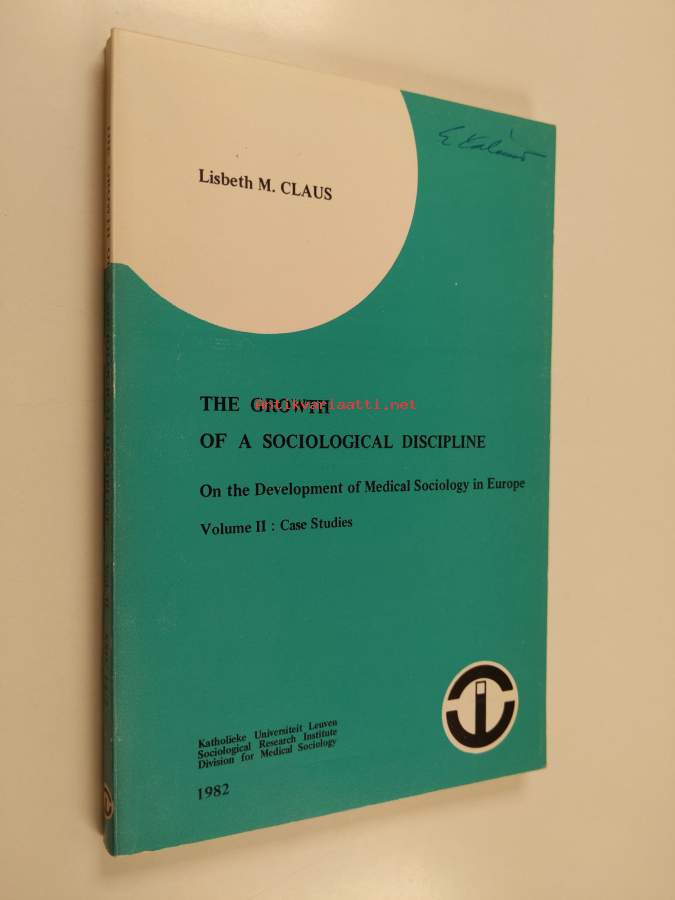 Lisbeth M. CLAUS
THE GROWTH
antikvariaatti.net
OF A SOCIOLOGICAL DISCIPLINE
On the Development of Medical Sociology in Europe
Volume II : Case Studies
Katholieke Universiteit Leuven
Sociological Research Institute
Division for Medical Sociology
1982